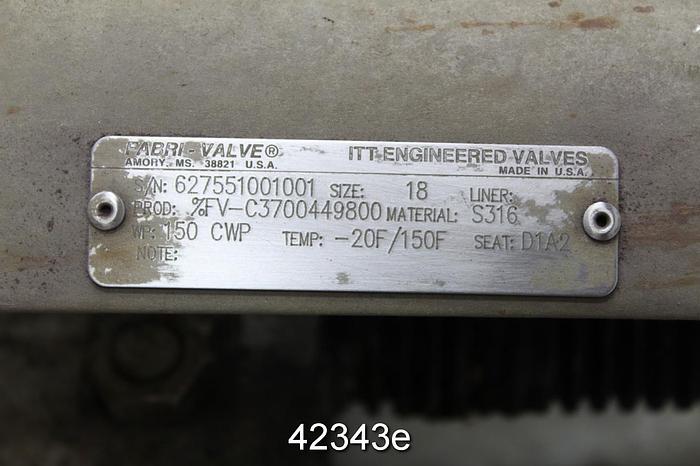 FABRI-VALVE® ITT ENGINEERED VALVES
AMORY, MS. 38821 U.S.A. MADE IN U.S.A.
S/N: 627551001001 SIZE: 18 LINER:
PROD: %FV-C3700449800 MATERIAL: S316
WP: 150 CWP TEMP: -20F/150F SEAT: D1A2
NOTE:
42343e